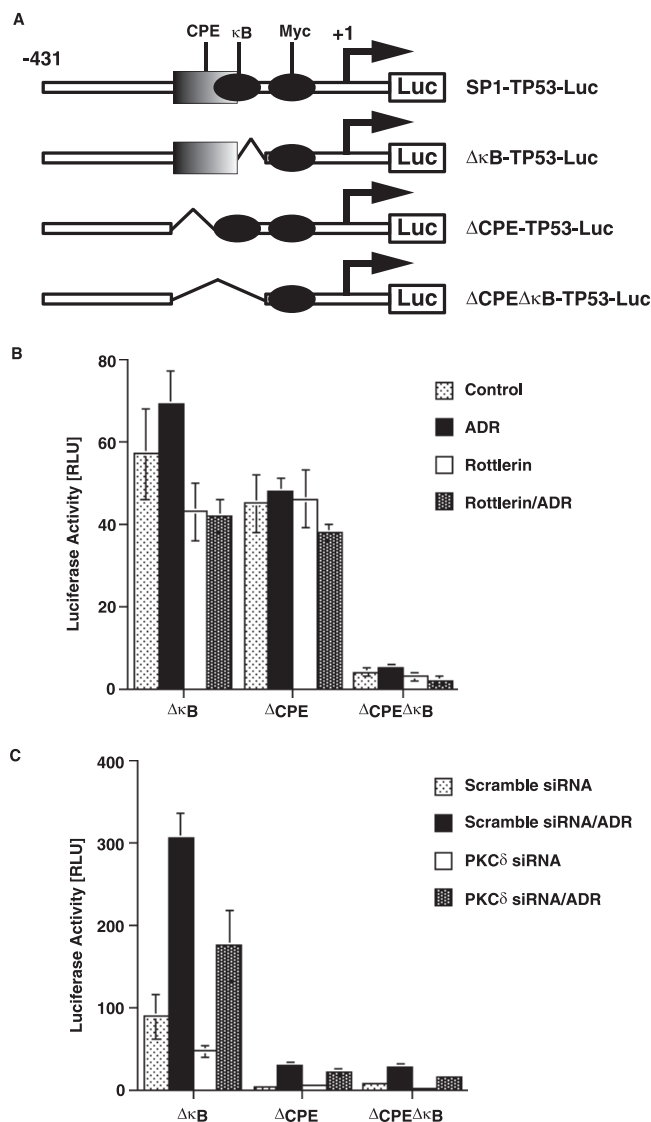 A
CPE κB Myc +1
-431
Luc SP1-TP53-Luc
Luc ΔκB-TP53-Luc
Luc ΔCPE-TP53-Luc
Luc ΔCPEΔκB-TP53-Luc
B
80
60
40
20
0
Luciferase Activity [RLU]
Control
ADR
Rottlerin
Rottlerin/ADR
ΔκB ΔCPE ΔCPEΔκB
C
400
300
200
100
0
Luciferase Activity [RLU]
Scramble siRNA
Scramble siRNA/ADR
PKCδ siRNA
PKCδ siRNA/ADR
ΔκB ΔCPE ΔCPEΔκB